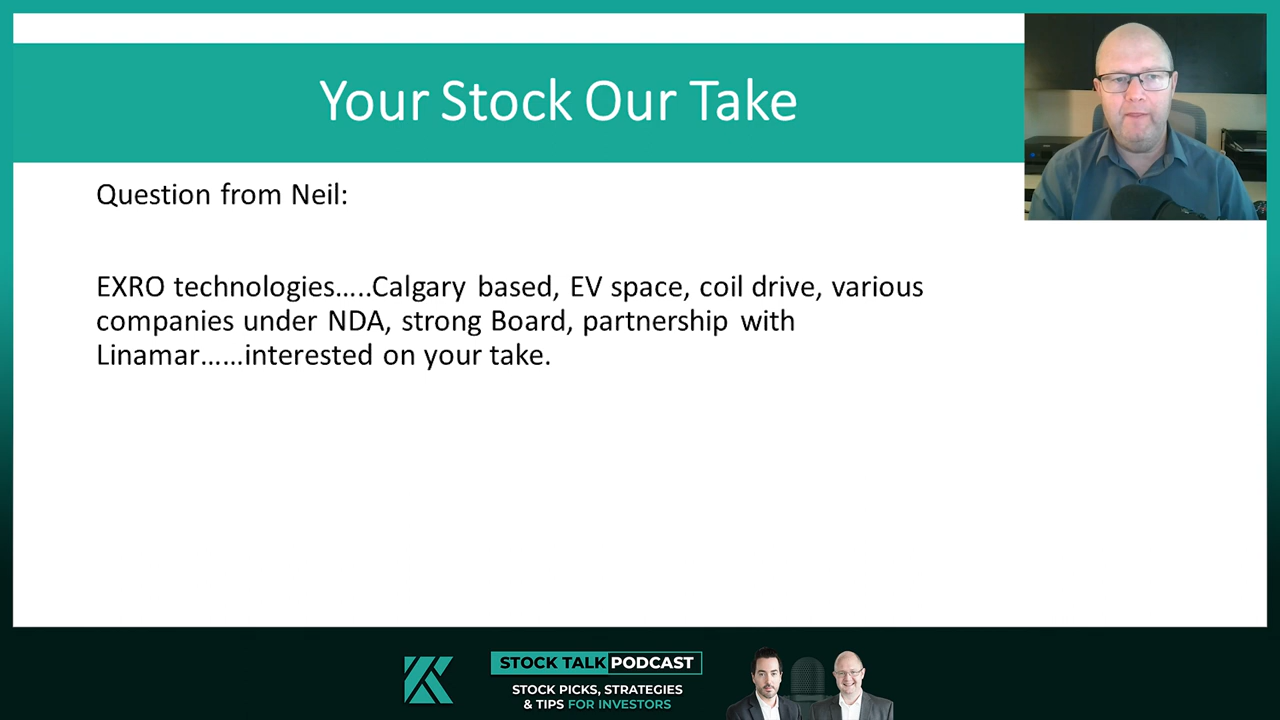 Your Stock Our Take
Question from Neil:
EXRO technologies.....Calgary based, EV space, coil drive, various
companies under NDA, strong Board, partnership with
Linamar......interested on your take.
STOCK TALK PODCAST
STOCK PICKS, STRATEGIES
& TIPS FOR INVESTORS